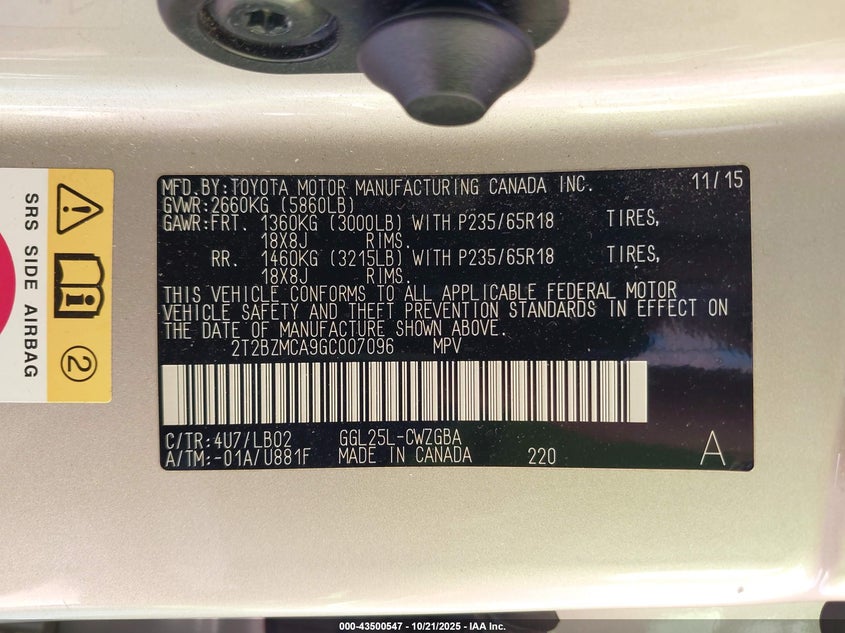 MFD.BY:TOYOTA MOTOR MANUFACTURING CANADA INC. 11/15
GVWR:2660KG (5860LB)
GAWR:FRT. 1360KG (3000LB) WITH P235/65R18 TIRES,
18X8J RIMS.
RR. 1460KG (3215LB) WITH P235/65R18 TIRES,
18X8J RIMS.
THIS VEHICLE CONFORMS TO ALL APPLICABLE FEDERAL MOTOR
VEHICLE SAFETY AND THEFT PREVENTION STANDARDS IN EFFECT ON
THE DATE OF MANUFACTURE SHOWN ABOVE.
2T2BZMCA9GC007096 MPV
C/TR:4U7/LB02 GGL25L-CWZGBA
A/TM:-01A/U881F MADE IN CANADA 220 A
SRS SIDE AIRBAG
2
000-43500547 - 10/21/2025 - IAA Inc.